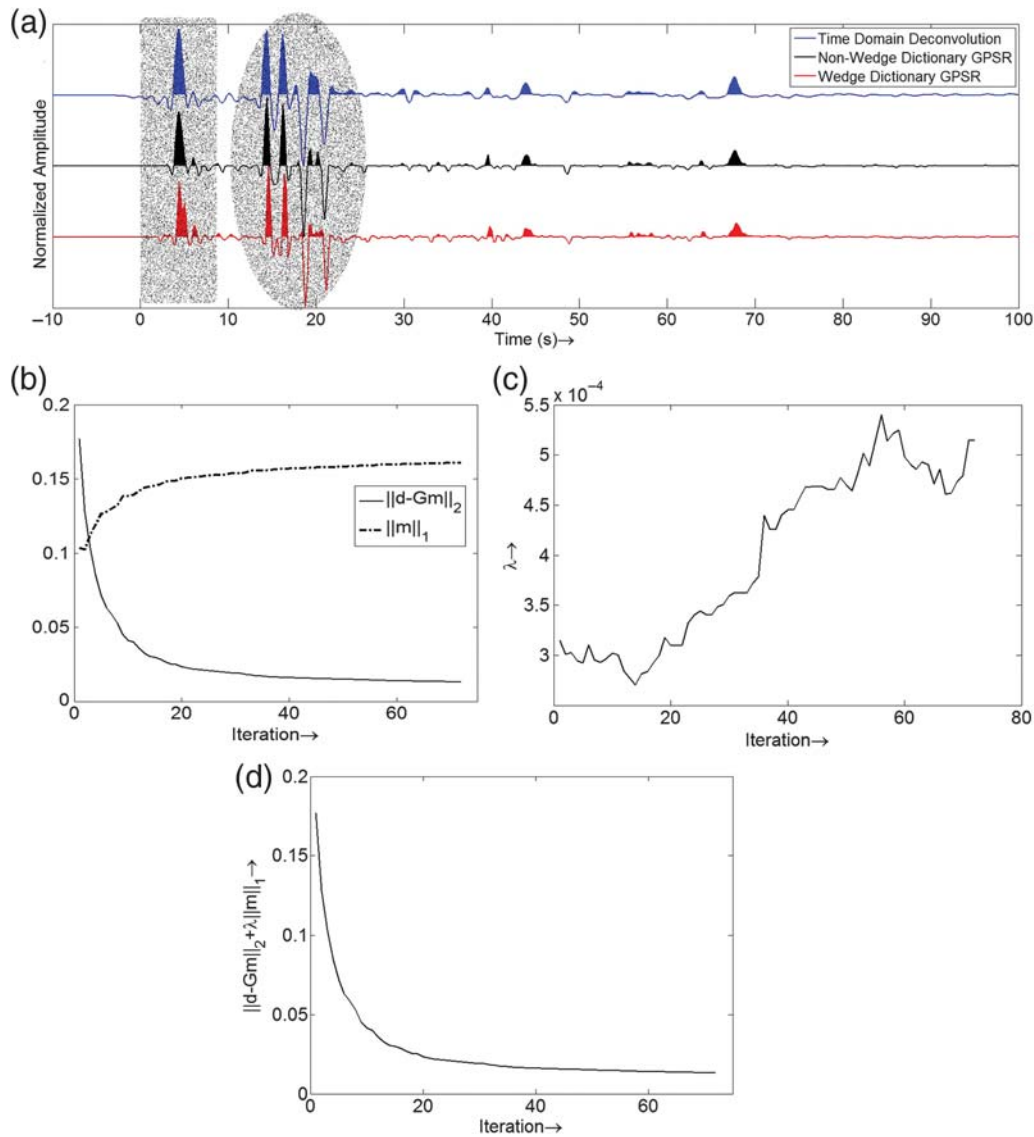 (a)
Time Domain Deconvolution
Non-Wedge Dictionary GPSR
Wedge Dictionary GPSR
Normalized Amplitude
–10 0 10 20 30 40 50 60 70 80 90 100
Time (s)→
(b)
0.2
0.15
0.1
0.05
0
||d-Gm||2
||m||1
0 20 40 60
Iteration→
(c)
x 10–4
5.5
5
4.5
4
3.5
3
λ→
0 20 40 60 80
Iteration→
(d)
0.2
0.15
0.1
0.05
0
||d-Gm||2+λ||m||1→
0 20 40 60
Iteration→